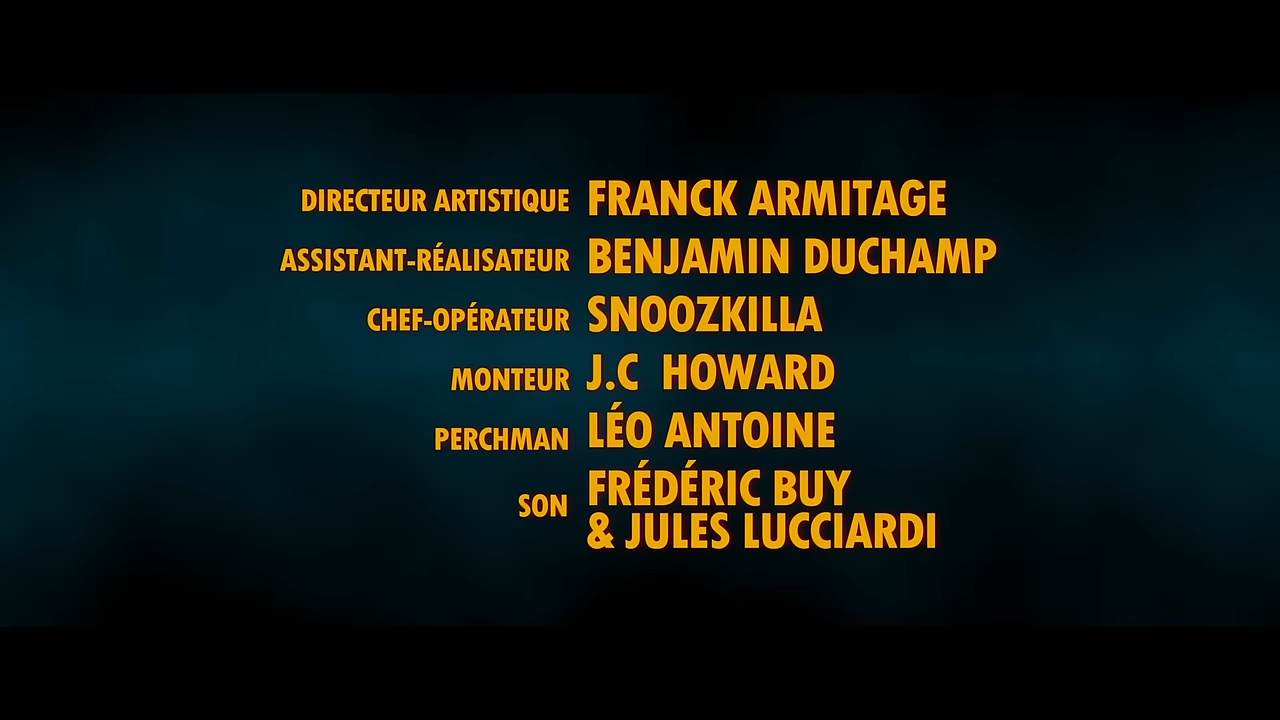 DIRECTEUR ARTISTIQUE FRANCK ARMITAGE
ASSISTANT-RÉALISATEUR BENJAMIN DUCHAMP
CHEF-OPÉRATEUR SNOOZKILLA
MONTEUR J.C  HOWARD
PERCHMAN LÉO ANTOINE
SON FRÉDÉRIC BUY
& JULES LUCCIARDI